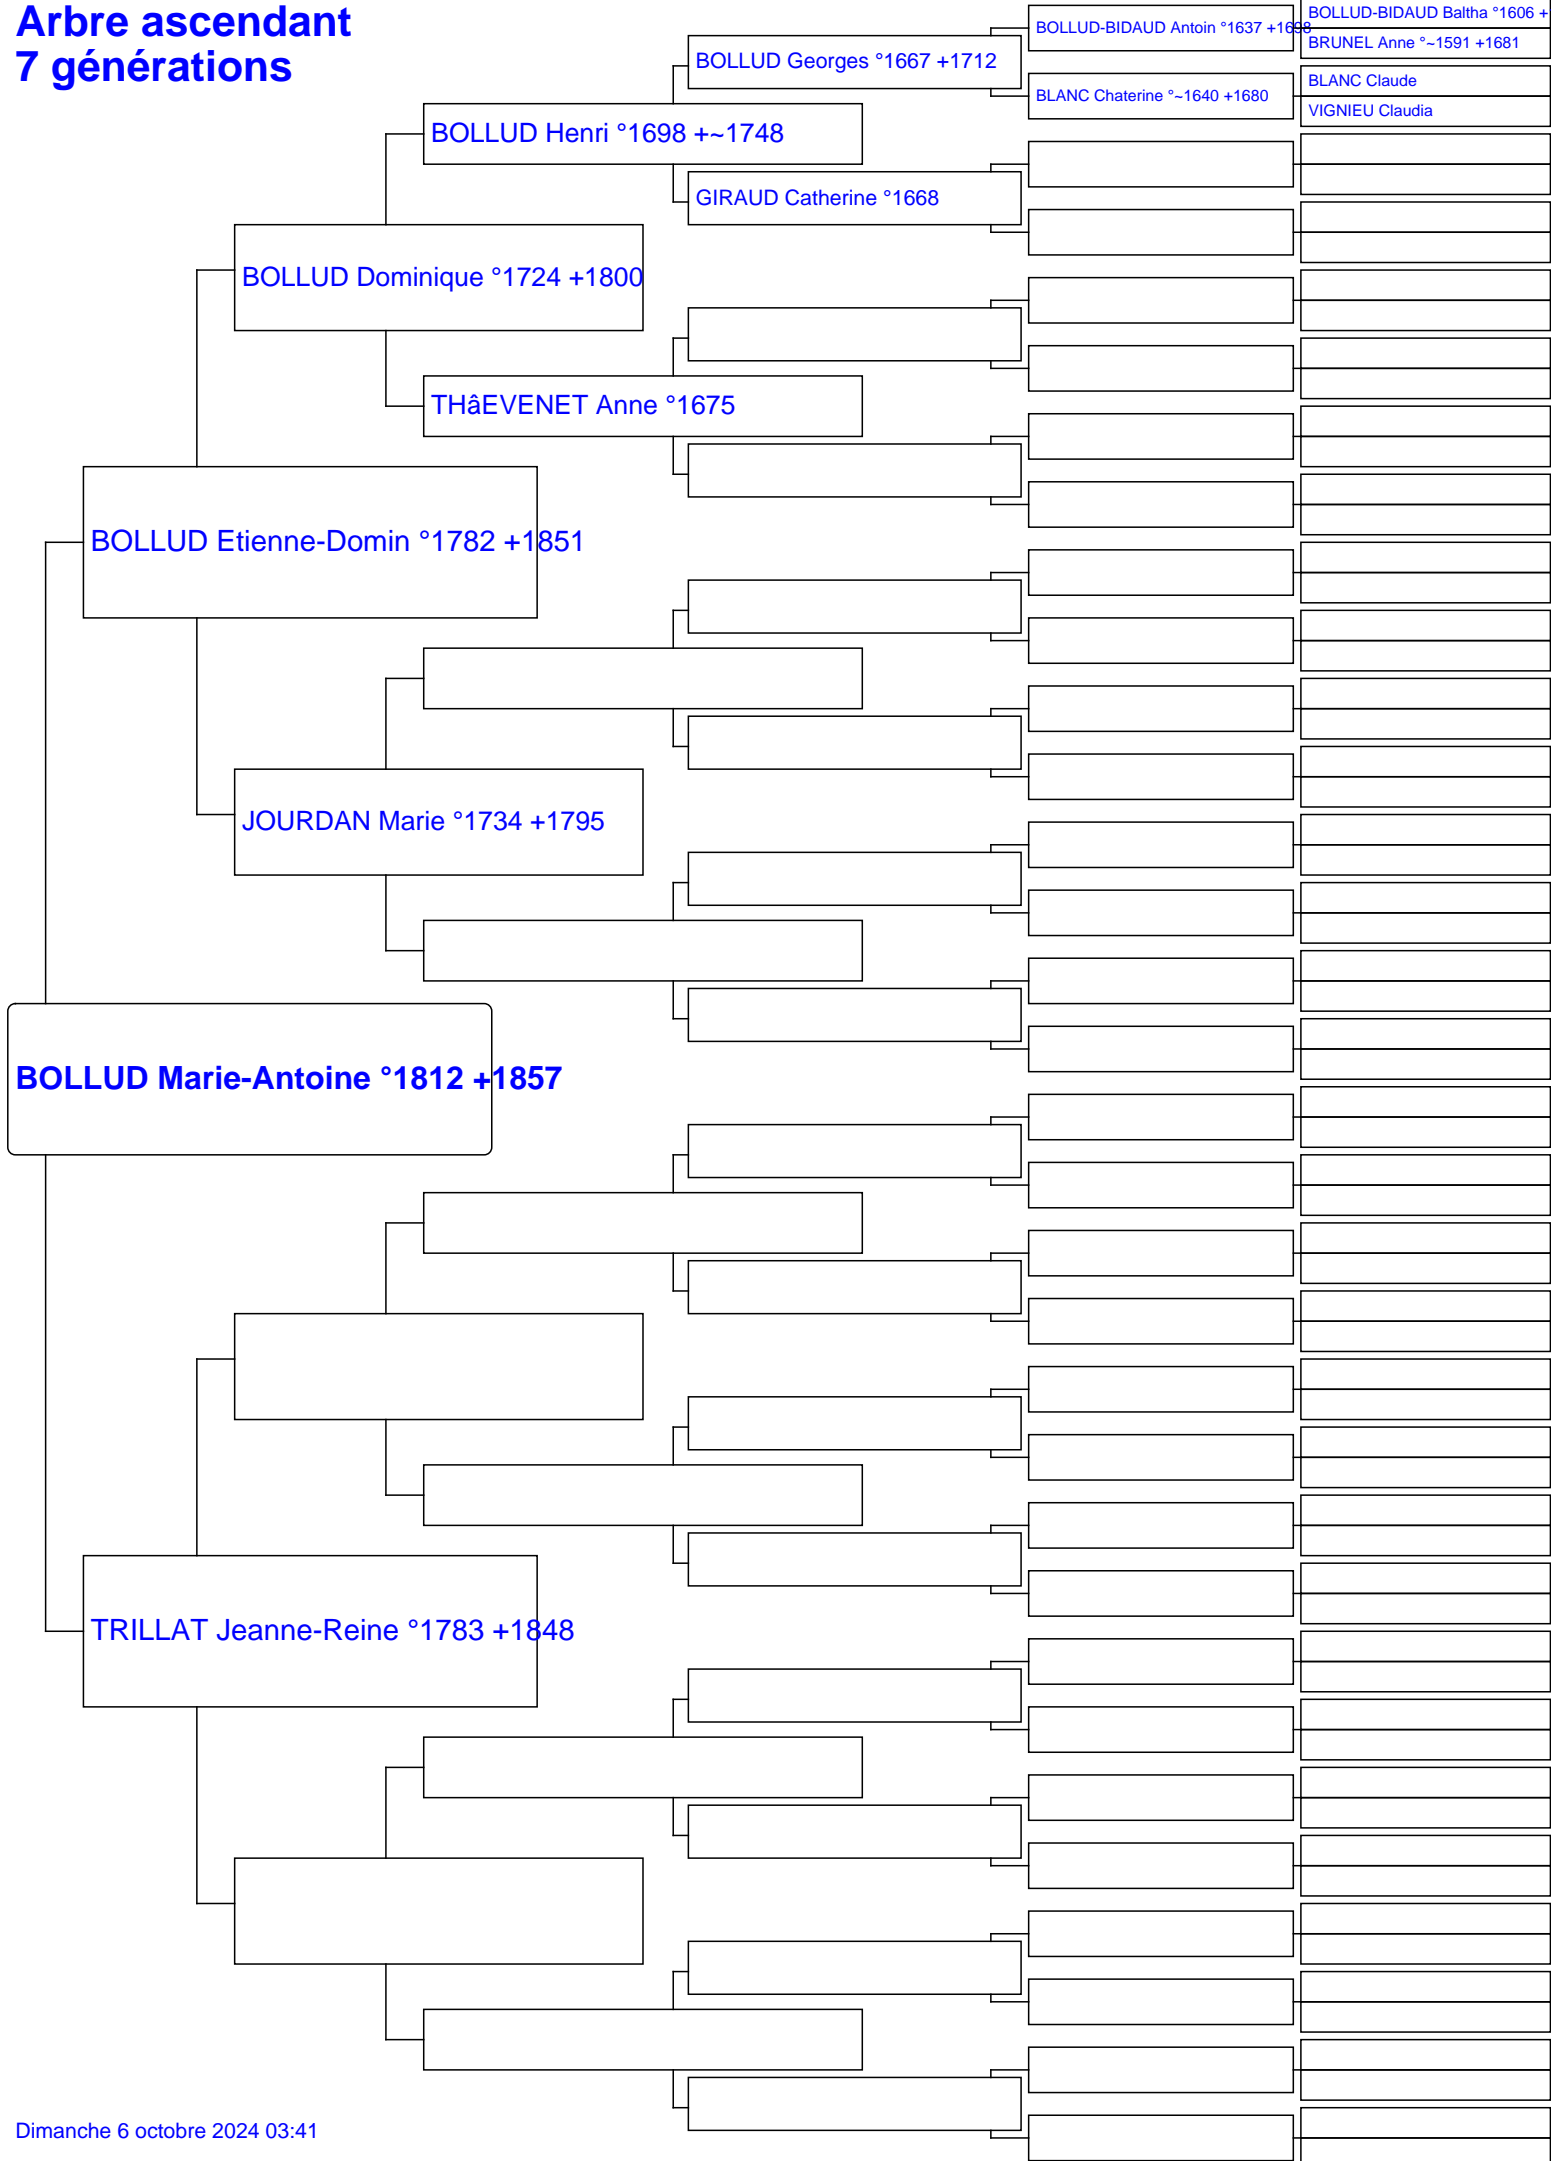 Arbre ascendant
7 générations
BOLLUD-BIDAUD Baltha °1606 +
BOLLUD-BIDAUD Antoin °1637 +1698
BRUNEL Anne °~1591 +1681
BOLLUD Georges °1667 +1712
BLANC Claude
BLANC Chaterine °~1640 +1680
VIGNIEU Claudia
BOLLUD Henri °1698 +~1748
GIRAUD Catherine °1668
BOLLUD Dominique °1724 +1800
THâEVENET Anne °1675
BOLLUD Etienne-Domin °1782 +1851
JOURDAN Marie °1734 +1795
BOLLUD Marie-Antoine °1812 +1857
TRILLAT Jeanne-Reine °1783 +1848
Dimanche 6 octobre 2024 03:41